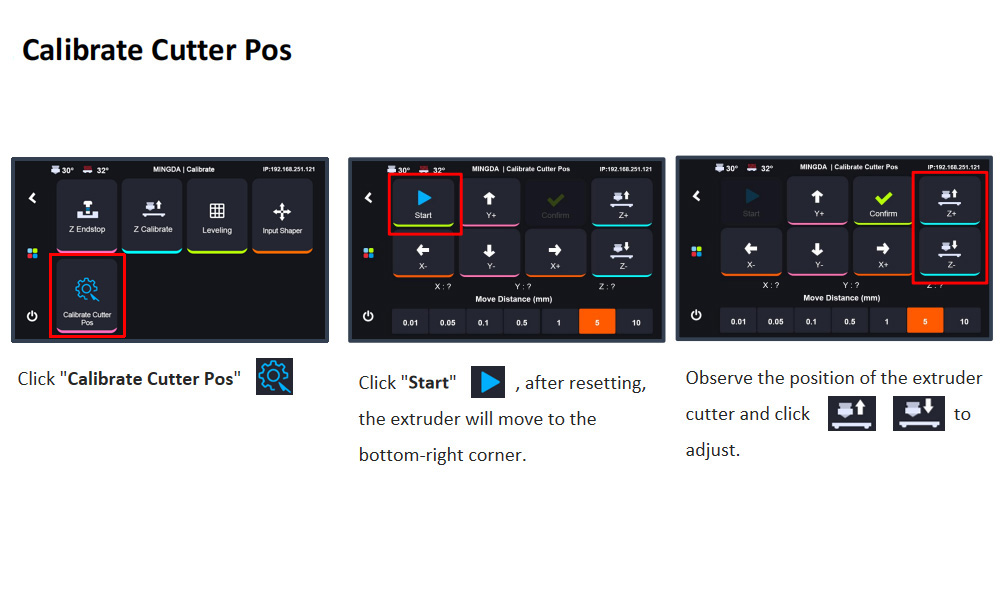 Calibrate Cutter Pos
30° 32° MINGDA | Calibrate IP:192.168.251.121
Z Endstop Z Calibrate Leveling Input Shaper
Calibrate Cutter
Pos
Click "Calibrate Cutter Pos"
30° 32° MINGDA | Calibrate Cutter Pos IP:192.168.251.121
Start Y+ Confirm Z+
X- Y- X+ Z-
X : ? Y : ? Z : ?
Move Distance (mm)
0.01 0.05 0.1 0.5 1 5 10
Click "Start" , after resetting,
the extruder will move to the
bottom-right corner.
30° 32° MINGDA | Calibrate Cutter Pos IP:192.168.251.121
Start Y+ Confirm Z+
X- Y- X+ Z-
X : ? Y : ? Z : ?
Move Distance (mm)
0.01 0.05 0.1 0.5 1 5 10
Observe the position of the extruder
cutter and click to
adjust.